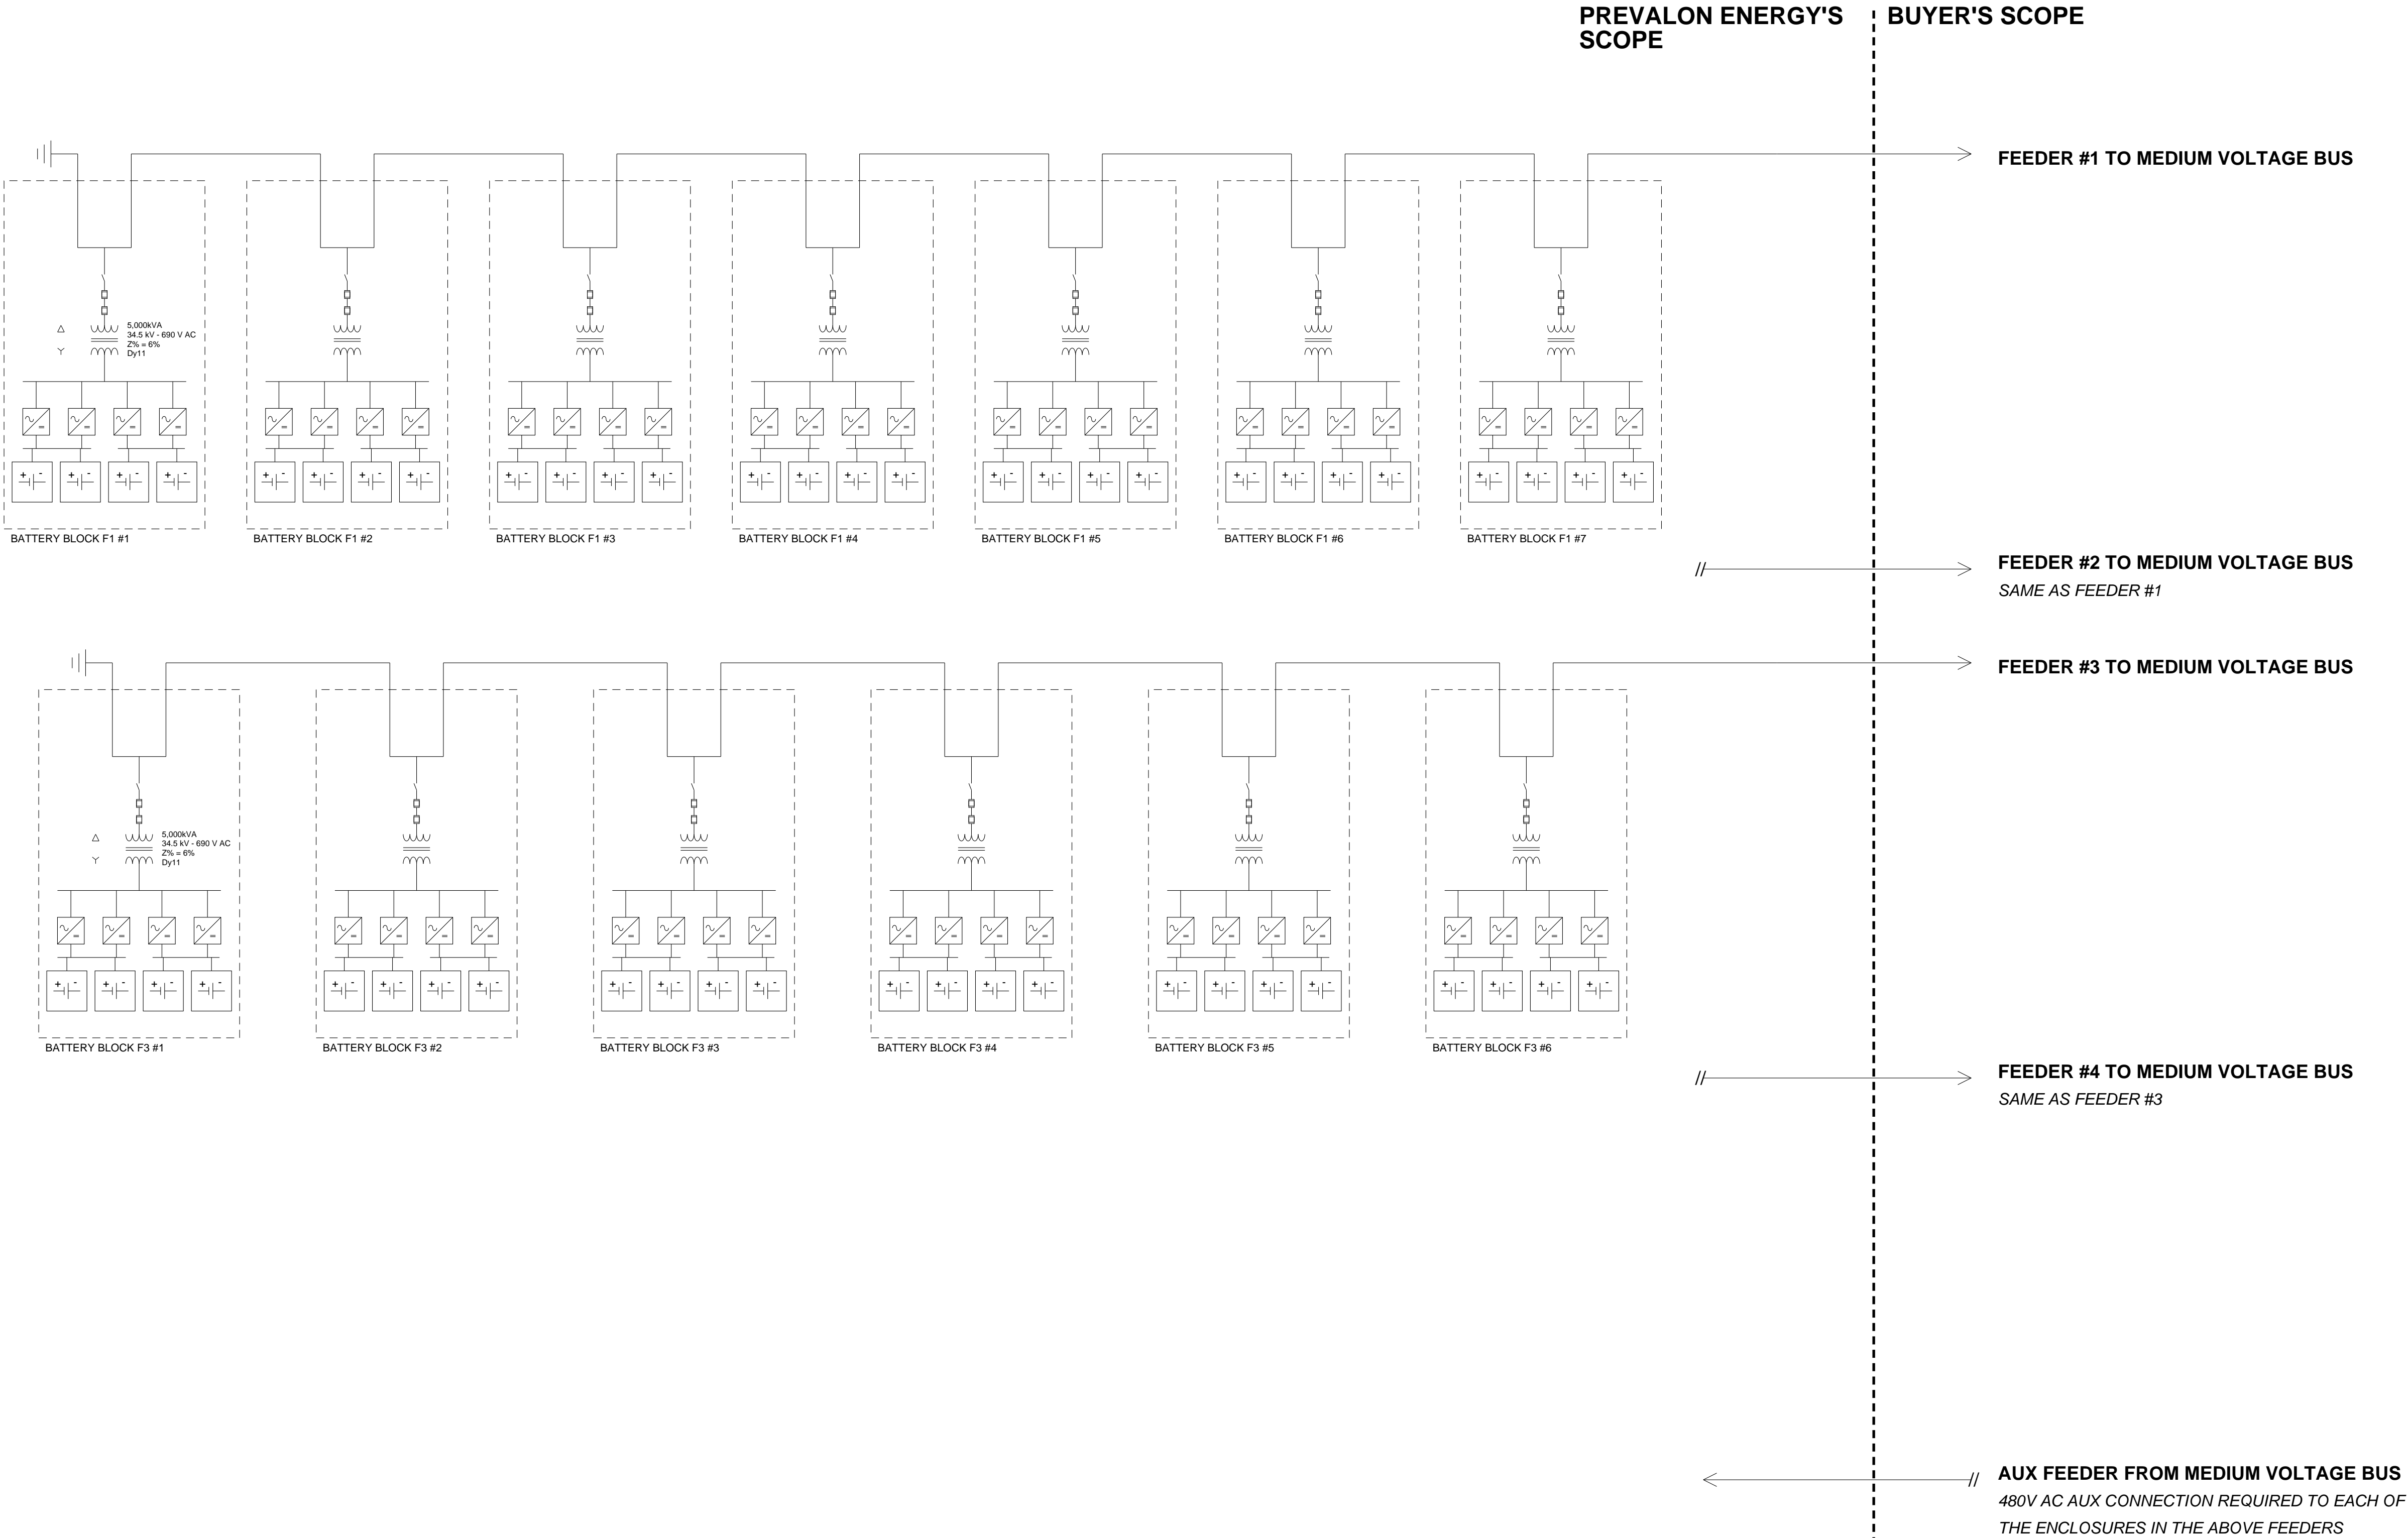 PREVALON ENERGY'S
SCOPE
BUYER'S SCOPE
FEEDER #1 TO MEDIUM VOLTAGE BUS
5,000kVA
34.5 kV - 690 V AC
Z% = 6%
Dy11
BATTERY BLOCK F1 #1
BATTERY BLOCK F1 #2
BATTERY BLOCK F1 #3
BATTERY BLOCK F1 #4
BATTERY BLOCK F1 #5
BATTERY BLOCK F1 #6
BATTERY BLOCK F1 #7
FEEDER #2 TO MEDIUM VOLTAGE BUS
SAME AS FEEDER #1
FEEDER #3 TO MEDIUM VOLTAGE BUS
5,000kVA
34.5 kV - 690 V AC
Z% = 6%
Dy11
BATTERY BLOCK F3 #1
BATTERY BLOCK F3 #2
BATTERY BLOCK F3 #3
BATTERY BLOCK F3 #4
BATTERY BLOCK F3 #5
BATTERY BLOCK F3 #6
FEEDER #4 TO MEDIUM VOLTAGE BUS
SAME AS FEEDER #3
AUX FEEDER FROM MEDIUM VOLTAGE BUS
480V AC AUX CONNECTION REQUIRED TO EACH OF
THE ENCLOSURES IN THE ABOVE FEEDERS